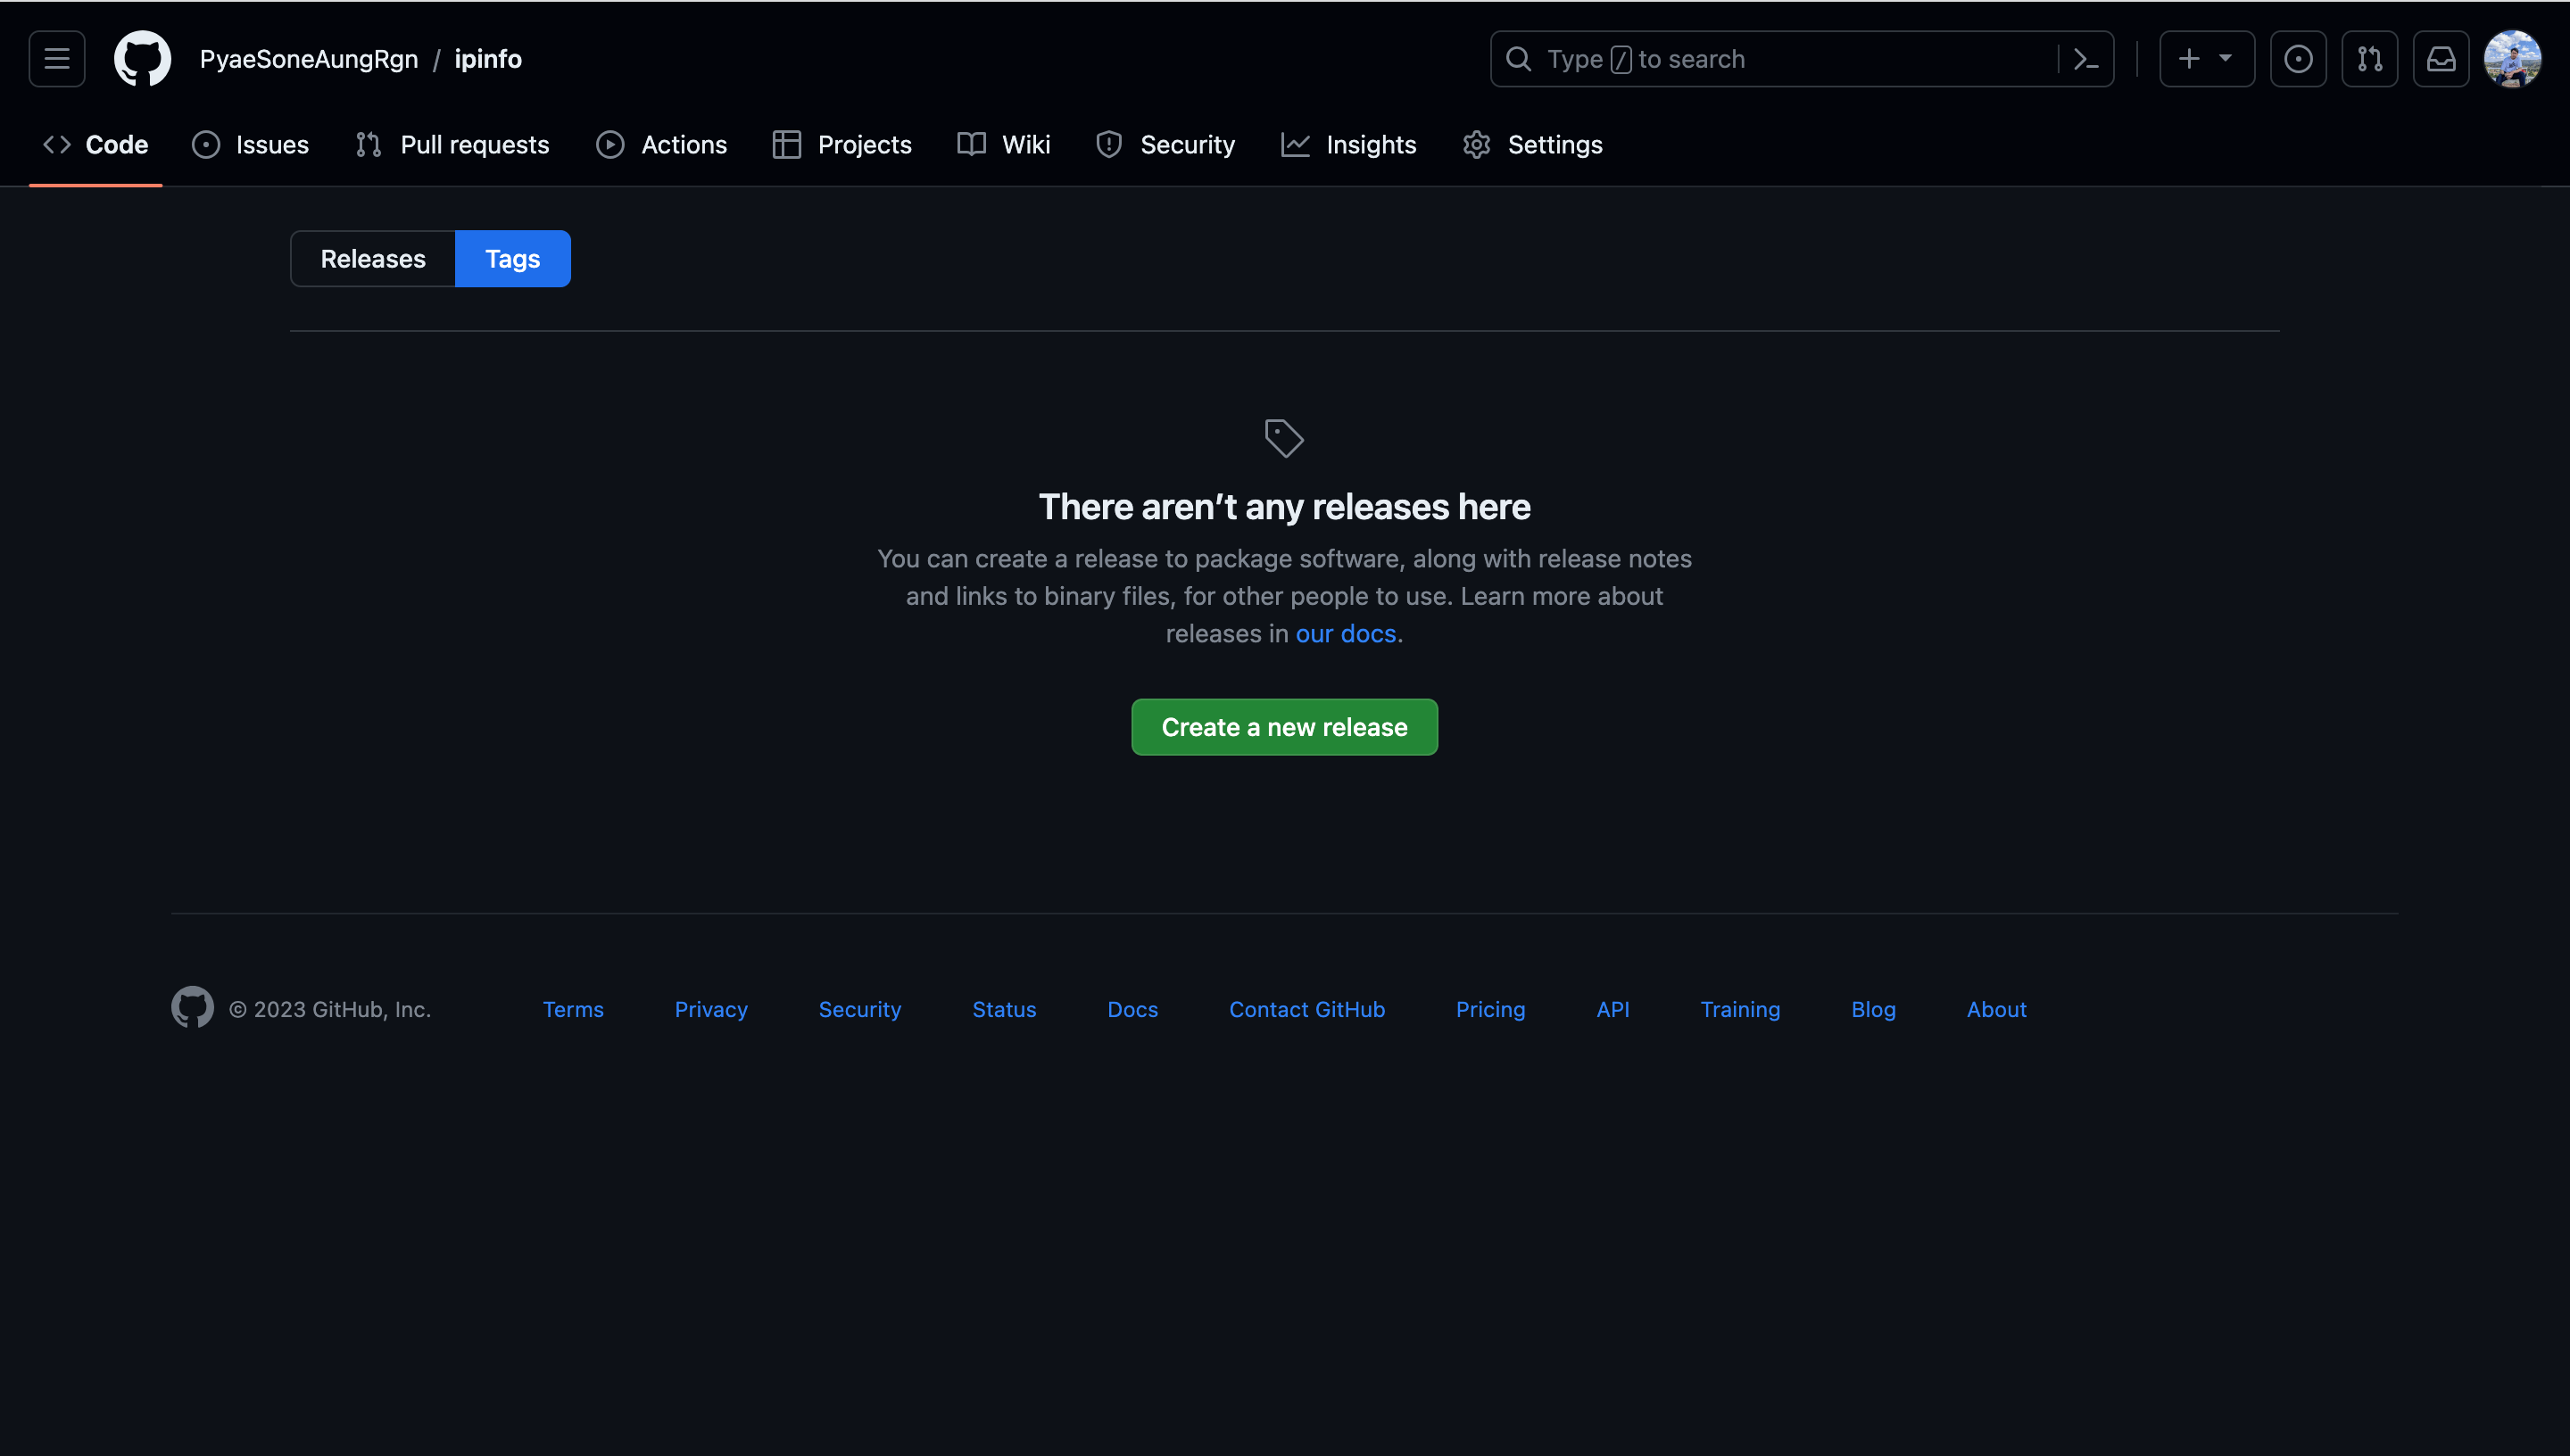 PyaeSoneAungRgn / ipinfo
Type / to search
Code Issues Pull requests Actions Projects Wiki Security Insights Settings
Releases Tags
There aren’t any releases here
You can create a release to package software, along with release notes
and links to binary files, for other people to use. Learn more about
releases in our docs.
Create a new release
© 2023 GitHub, Inc. Terms Privacy Security Status Docs Contact GitHub Pricing API Training Blog About